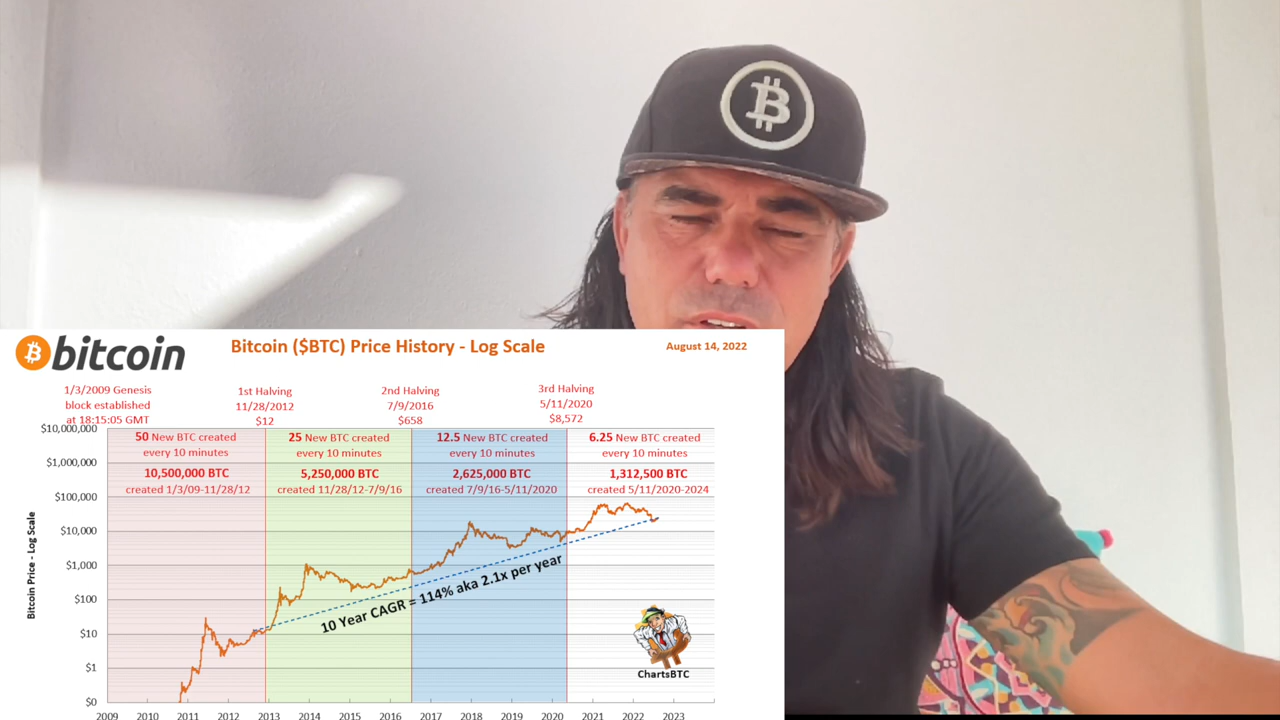 bitcoin
Bitcoin ($BTC) Price History - Log Scale
August 14, 2022
1/3/2009 Genesis
block established
at 18:15:05 GMT
1st Halving
11/28/2012
$12
2nd Halving
7/9/2016
$658
3rd Halving
5/11/2020
$8,572
50 New BTC created
every 10 minutes
10,500,000 BTC
created 1/3/09-11/28/12
25 New BTC created
every 10 minutes
5,250,000 BTC
created 11/28/12-7/9/16
12.5 New BTC created
every 10 minutes
2,625,000 BTC
created 7/9/16-5/11/2020
6.25 New BTC created
every 10 minutes
1,312,500 BTC
created 5/11/2020-2024
Bitcoin Price - Log Scale
$10,000,000
$1,000,000
$100,000
$10,000
$1,000
$100
$10
$1
$0
10 Year CAGR = 114% aka 2.1x per year
ChartsBTC
2009 2010 2011 2012 2013 2014 2015 2016 2017 2018 2019 2020 2021 2022 2023